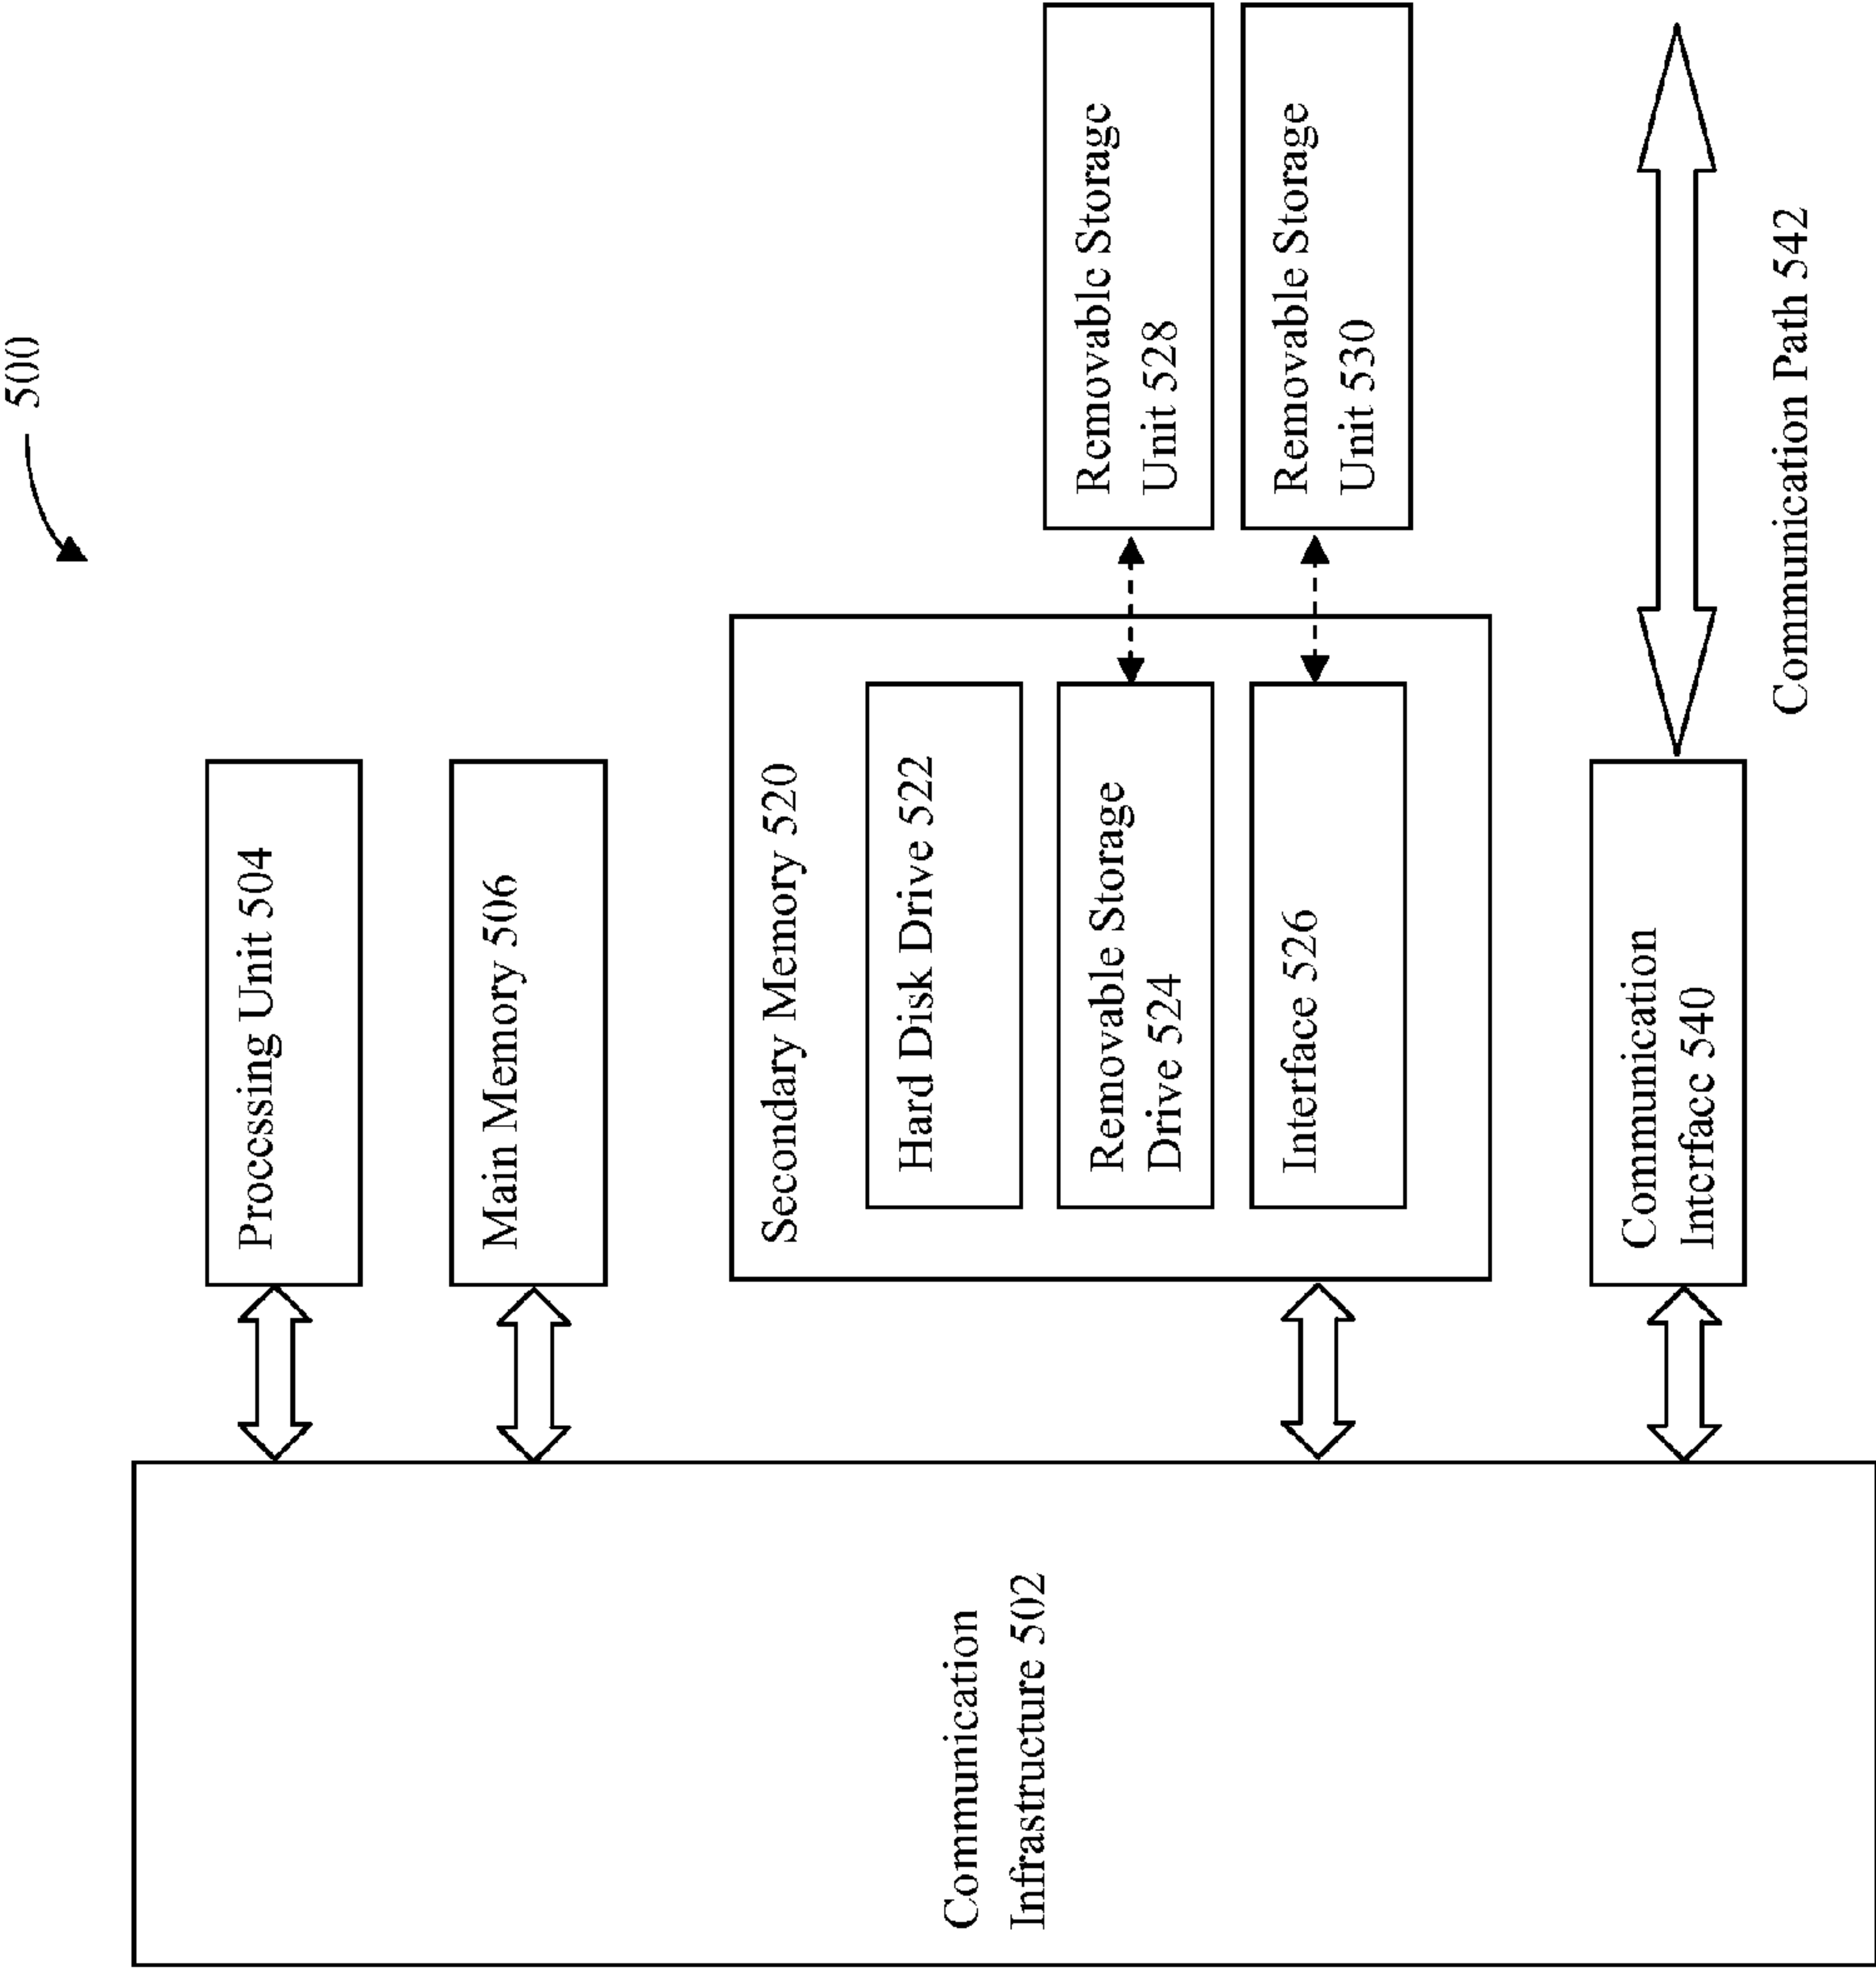 500
Processing Unit 504
Main Memory 506
Secondary Memory 520
Hard Disk Drive 522
Removable Storage
Drive 524
Interface 526
Removable Storage
Unit 528
Removable Storage
Unit 530
Communication
Interface 540
Communication Path 542
Communication
Infrastructure 502